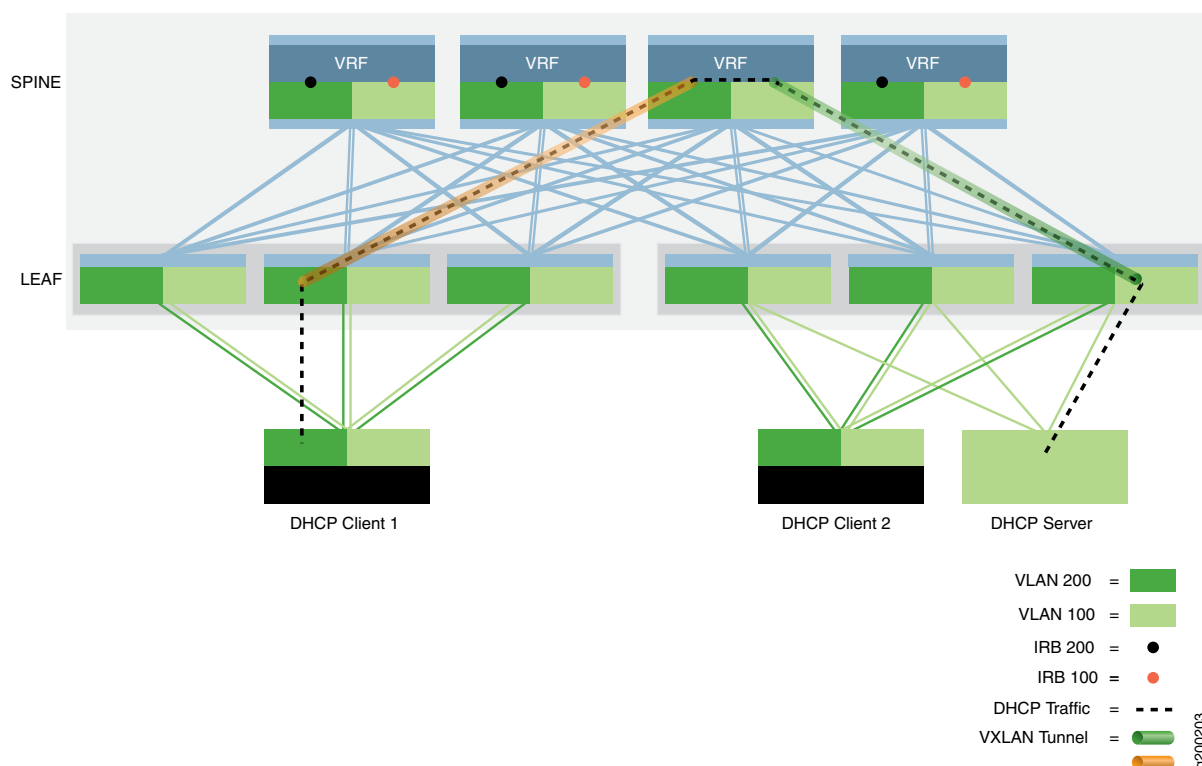 VRF
VRF
VRF
VRF
SPINE
LEAF
DHCP Client 1
DHCP Client 2
DHCP Server
VLAN 200 =
VLAN 100 =
IRB 200 =
IRB 100 =
DHCP Traffic =
VXLAN Tunnel =
g200203